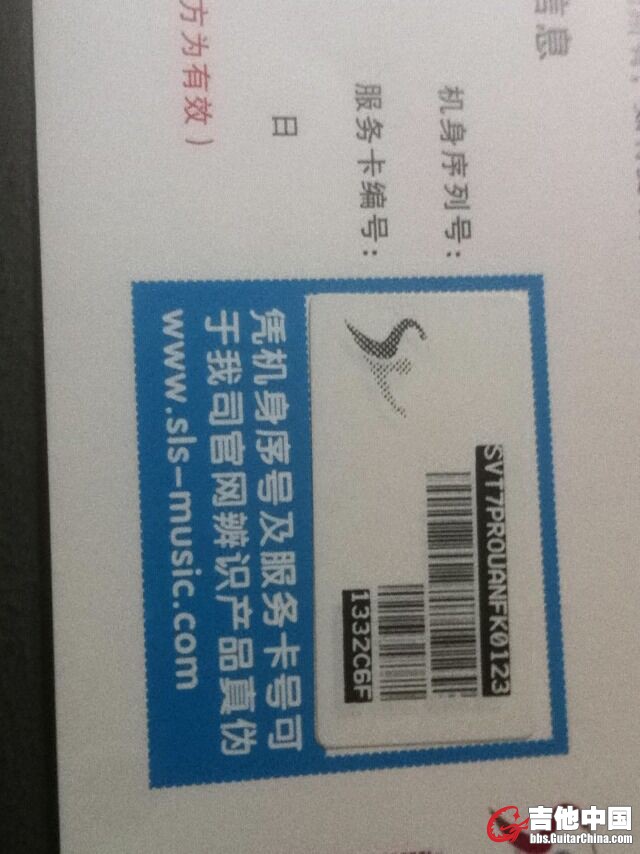 信息
机身序列号：
服务卡编号：
日
方为有效）
SVT7PROUANFK0123
1332C6F
凭机身序号及服务卡号可
于我司官网辨识产品真伪
www.sls-music.com
吉他中国
bbs.GuitarChina.com